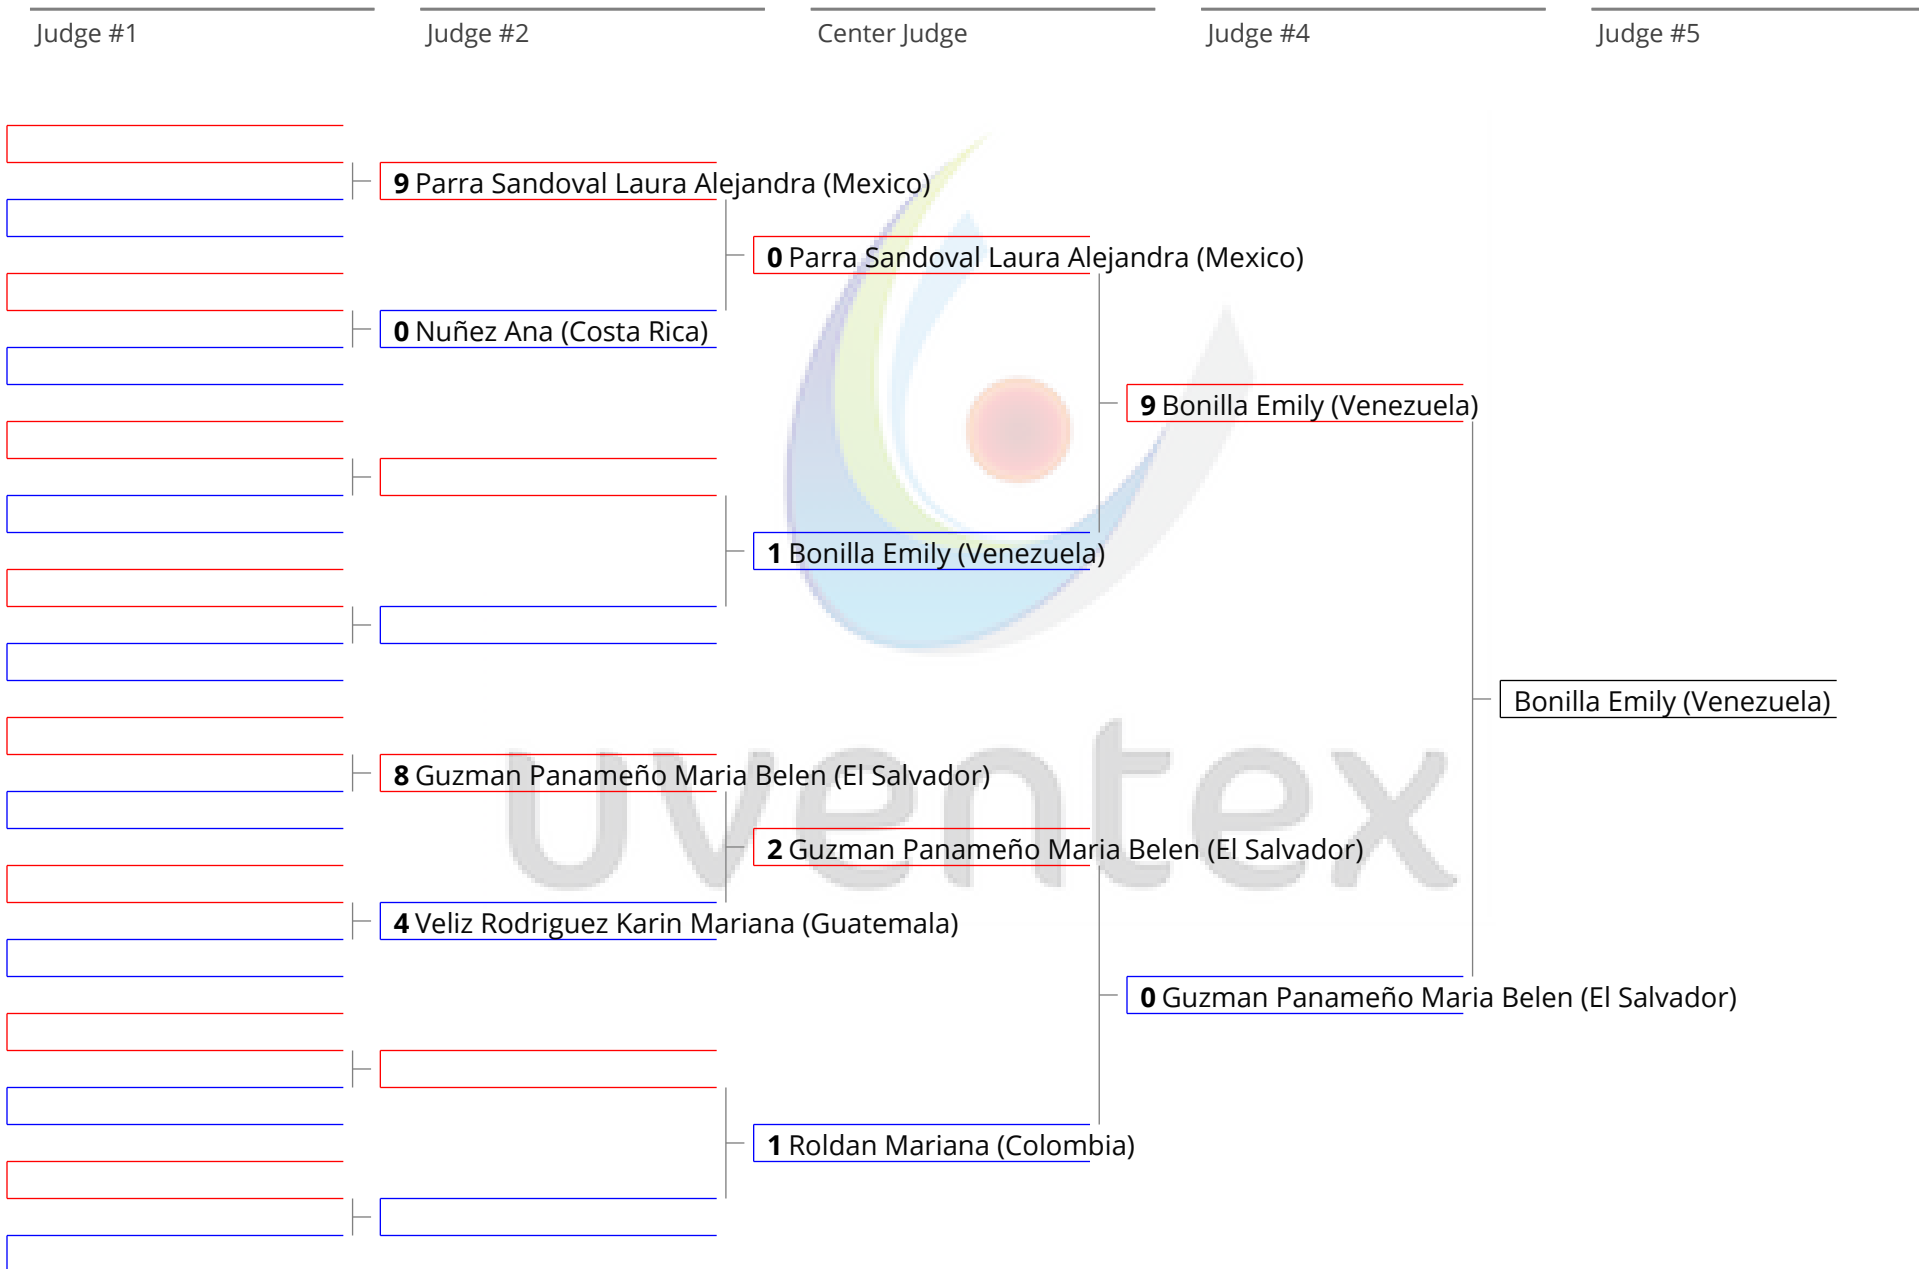 Judge #1
Judge #2
Center Judge
Judge #4
Judge #5
9 Parra Sandoval Laura Alejandra (Mexico)
0 Parra Sandoval Laura Alejandra (Mexico)
0 Nuñez Ana (Costa Rica)
9 Bonilla Emily (Venezuela)
1 Bonilla Emily (Venezuela)
Bonilla Emily (Venezuela)
8 Guzman Panameño Maria Belen (El Salvador)
uventex
2 Guzman Panameño Maria Belen (El Salvador)
4 Veliz Rodriguez Karin Mariana (Guatemala)
0 Guzman Panameño Maria Belen (El Salvador)
1 Roldan Mariana (Colombia)